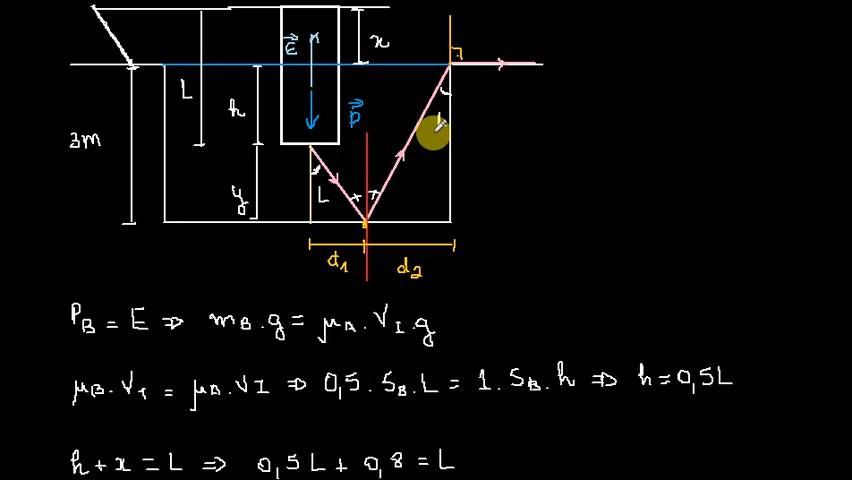 x
E
L
h
P
3m
y
L
L
d1
d2
PB = E ⇒ mB.g = μA.VI.g
μB.VT = μA.VI ⇒ 0,5.SB.L = 1.SB.h ⇒ h=0,5L
h+x=L ⇒ 0,5L+0,8=L